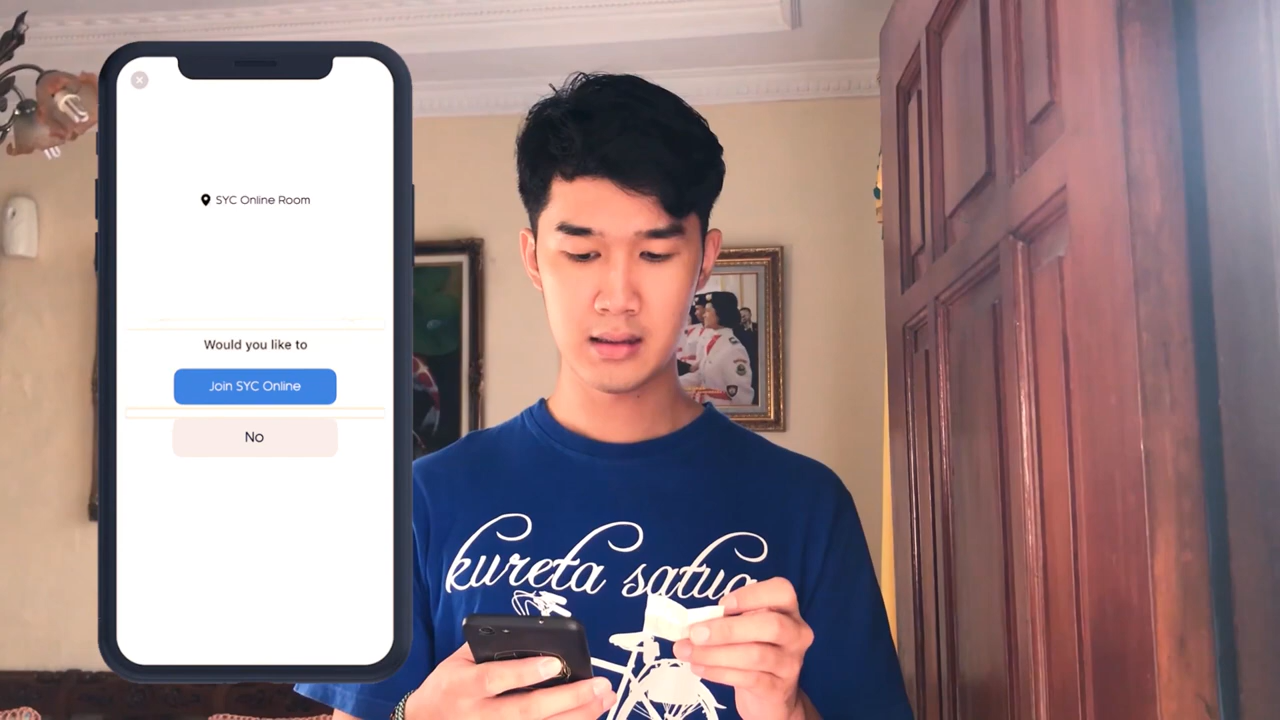 SYC Online Room
Would you like to
Join SYC Online
No
kureta satua